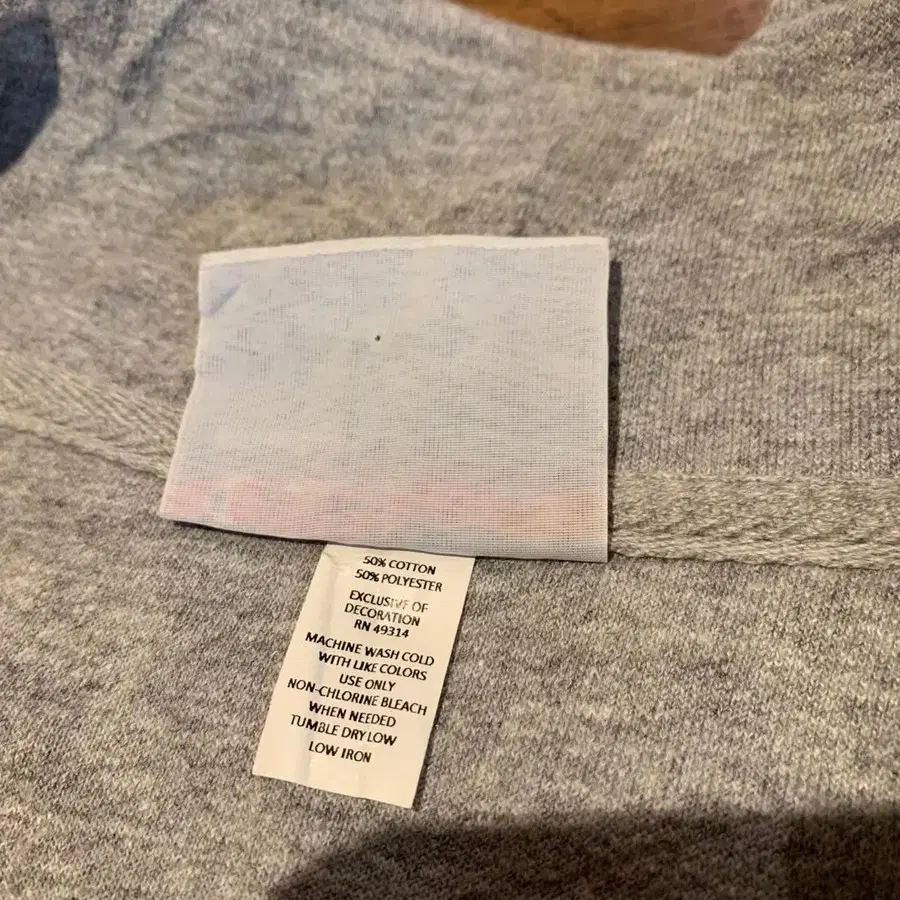 50% COTTON
50% POLYESTER
EXCLUSIVE OF
DECORATION
RN 49314
MACHINE WASH COLD
WITH LIKE COLORS
USE ONLY
NON-CHLORINE BLEACH
WHEN NEEDED
TUMBLE DRY LOW
LOW IRON